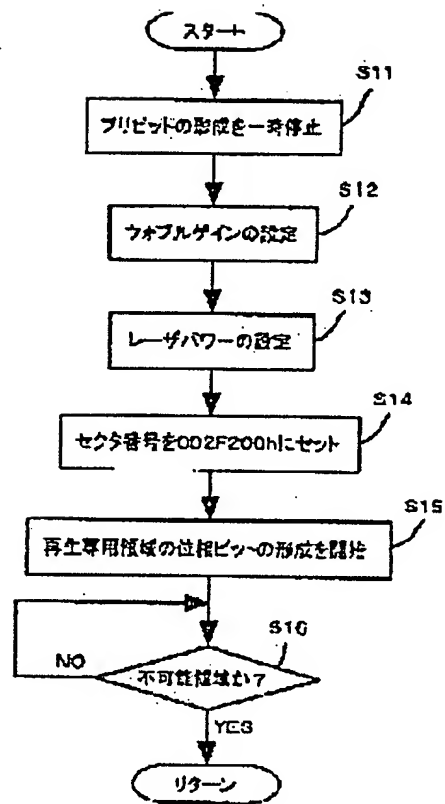 スタート
S11
プリピットの形成を一時停止
S12
ウォブルゲインの設定
S13
レーザパワーの設定
S14
セクタ番号を002F200hにセット
S15
再生専用領域の位相ピットの形成を開始
S16
不可能領域か?
NO
YES
リターン